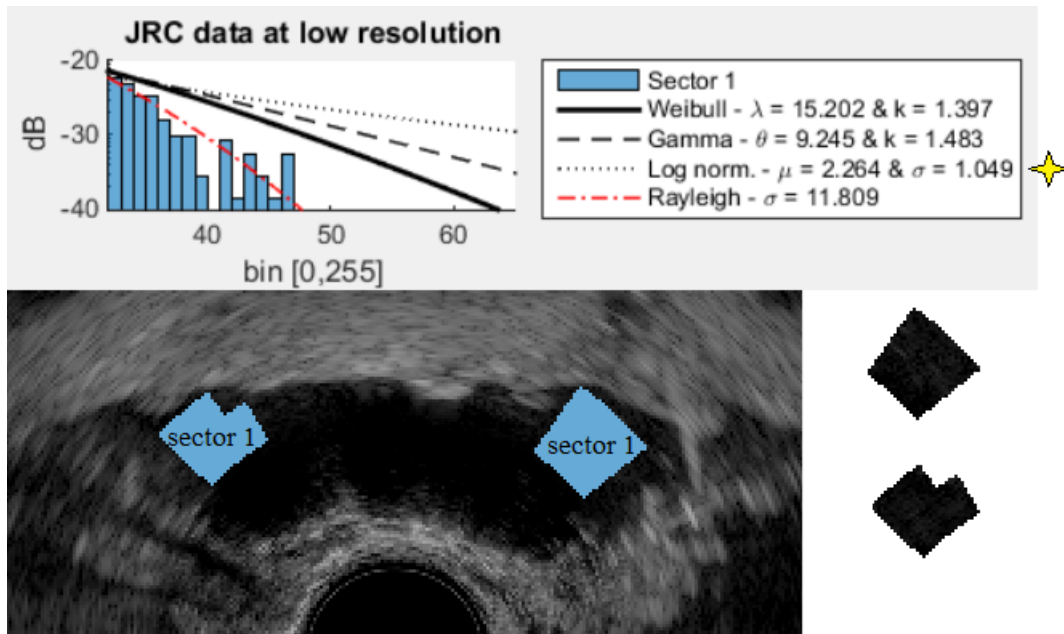 JRC data at low resolution
-20
-30
-40
dB
40 50 60
bin [0,255]
Sector 1
Weibull - λ = 15.202 & k = 1.397
Gamma - θ = 9.245 & k = 1.483
Log norm. - μ = 2.264 & σ = 1.049
Rayleigh - σ = 11.809
sector 1 sector 1